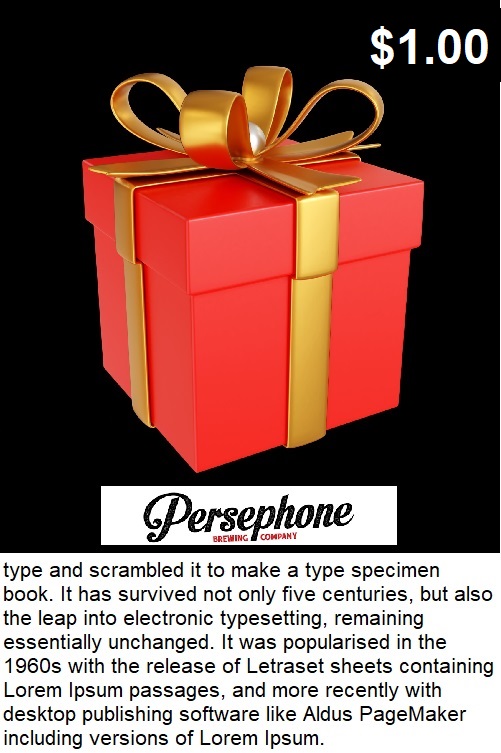 $1.00
Persephone
BREWING COMPANY
type and scrambled it to make a type specimen
book. It has survived not only five centuries, but also
the leap into electronic typesetting, remaining
essentially unchanged. It was popularised in the
1960s with the release of Letraset sheets containing
Lorem Ipsum passages, and more recently with
desktop publishing software like Aldus PageMaker
including versions of Lorem Ipsum.